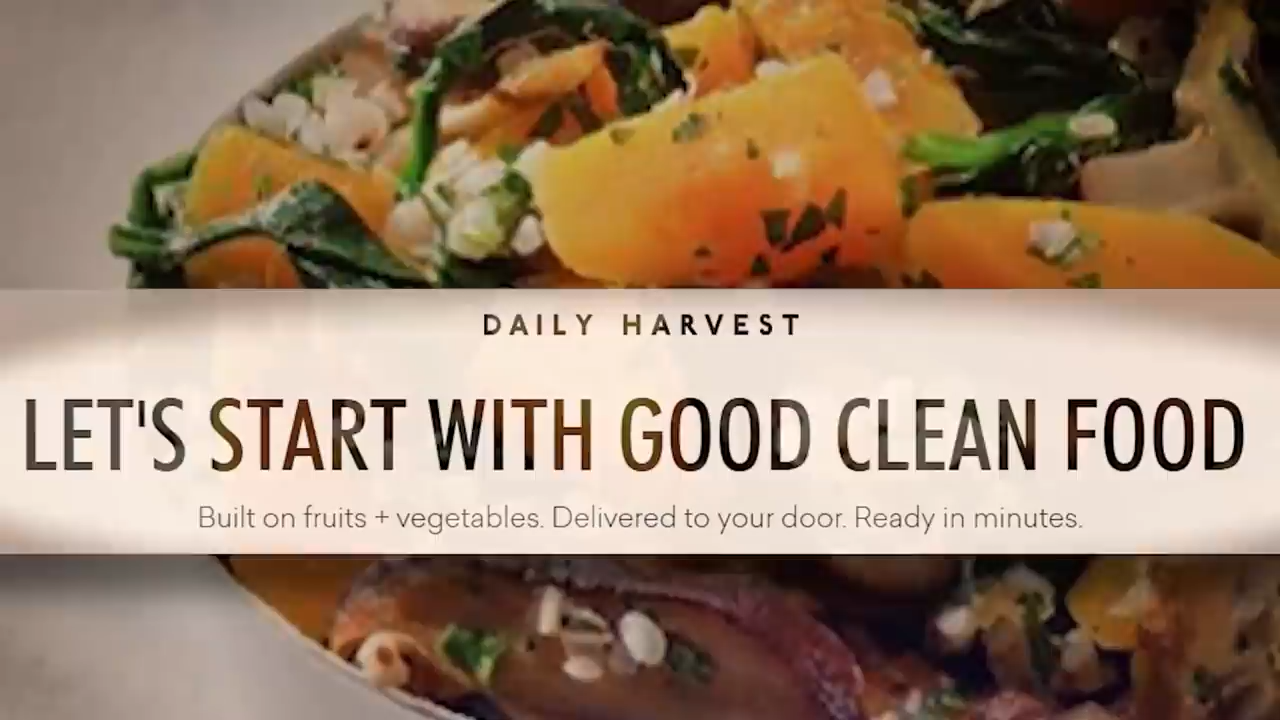 DAILY HARVEST
LET'S START WITH GOOD CLEAN FOOD
Built on fruits + vegetables. Delivered to your door. Ready in minutes.